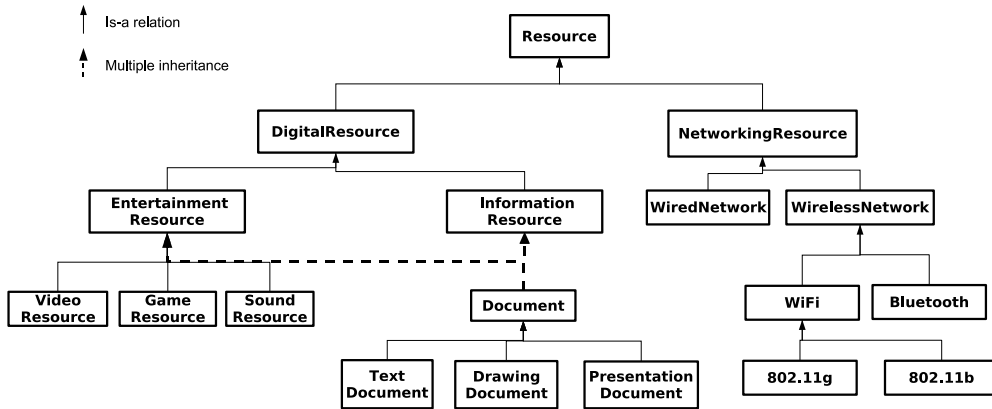 Is-a relation
Multiple inheritance
Resource
DigitalResource
NetworkingResource
Entertainment
Resource
Information
Resource
WiredNetwork
WirelessNetwork
Video
Resource
Game
Resource
Sound
Resource
Document
WiFi
Bluetooth
Text
Document
Drawing
Document
Presentation
Document
802.11g
802.11b